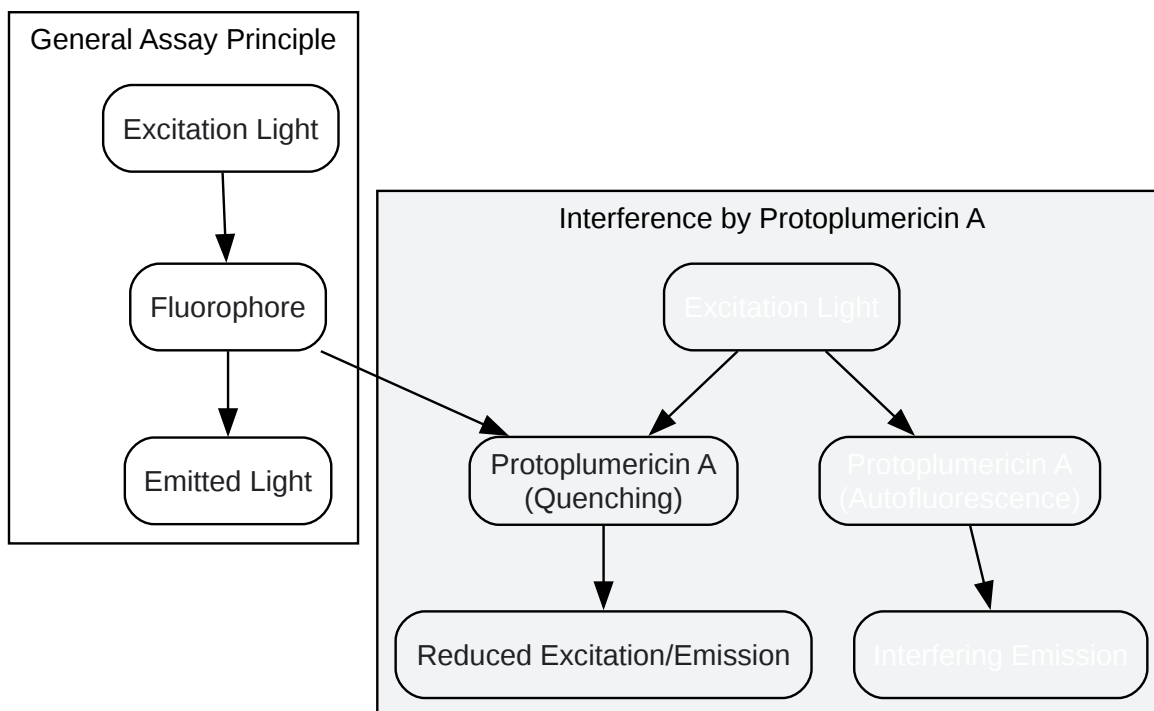 General Assay Principle
Excitation Light
Fluorophore
Emitted Light
Interference by Protoplumericin A
Excitation Light
Protoplumericin A
(Quenching)
Protoplumericin A
(Autofluorescence)
Reduced Excitation/Emission
Interfering Emission